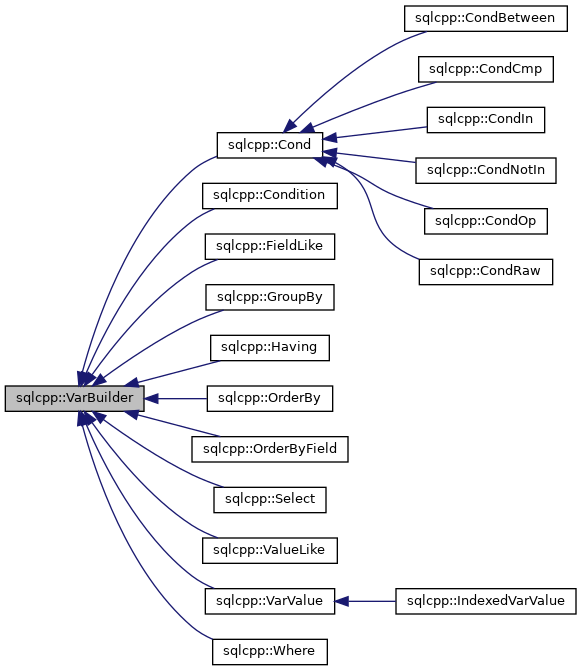 sqlcpp::CondBetween
sqlcpp::CondCmp
sqlcpp::CondIn
sqlcpp::Cond
sqlcpp::CondNotIn
sqlcpp::Condition
sqlcpp::CondOp
sqlcpp::FieldLike
sqlcpp::CondRaw
sqlcpp::GroupBy
sqlcpp::Having
sqlcpp::VarBuilder
sqlcpp::OrderBy
sqlcpp::OrderByField
sqlcpp::Select
sqlcpp::ValueLike
sqlcpp::VarValue
sqlcpp::IndexedVarValue
sqlcpp::Where